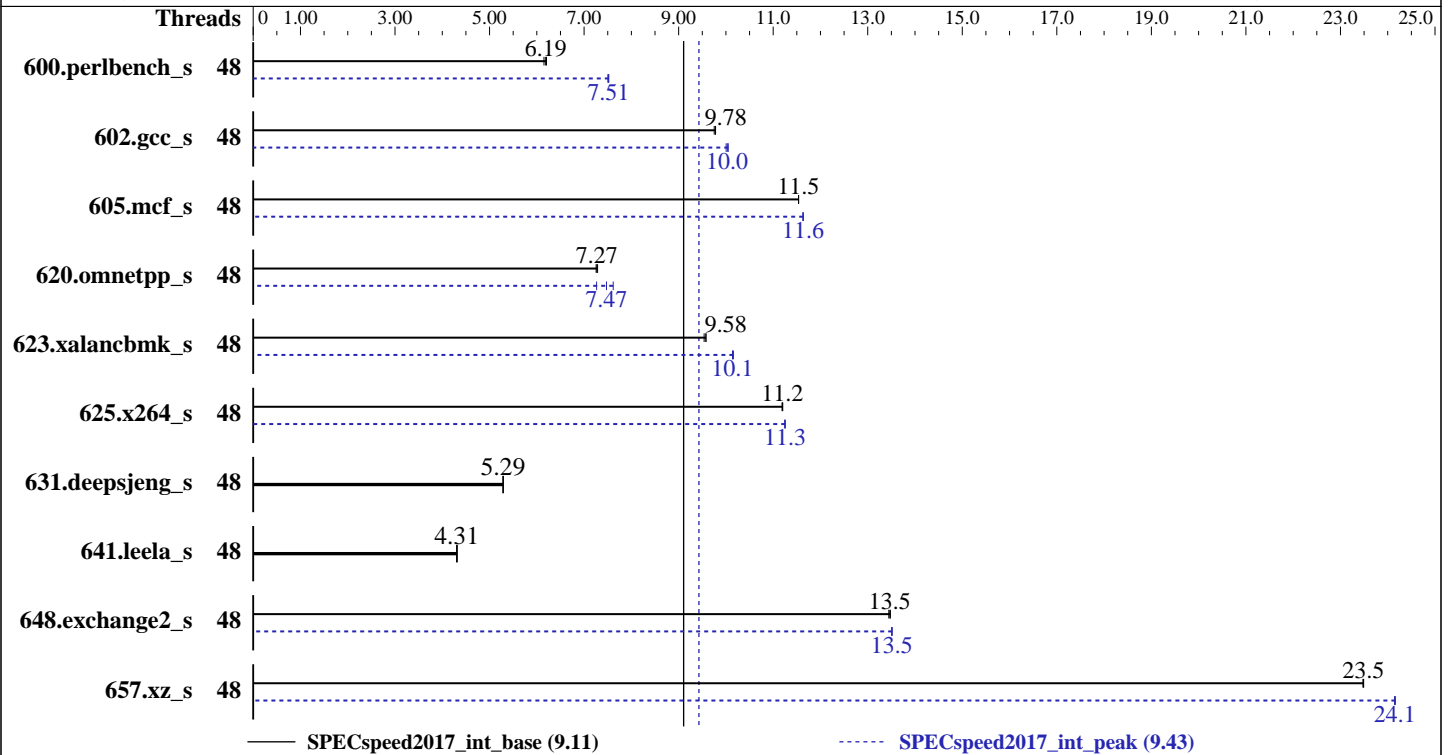 Threads 0 1.00 3.00 5.00 7.00 9.00 11.0 13.0 15.0 17.0 19.0 21.0 23.0 25.0
6.19
600.perlbench_s 48
7.51
9.78
602.gcc_s 48
10.0
11.5
605.mcf_s 48
11.6
7.27
620.omnetpp_s 48
7.47
9.58
623.xalancbmk_s 48
10.1
11.2
625.x264_s 48
11.3
5.29
631.deepsjeng_s 48
4.31
641.leela_s 48
13.5
648.exchange2_s 48
13.5
23.5
657.xz_s 48
24.1
SPECspeed2017_int_base (9.11) SPECspeed2017_int_peak (9.43)